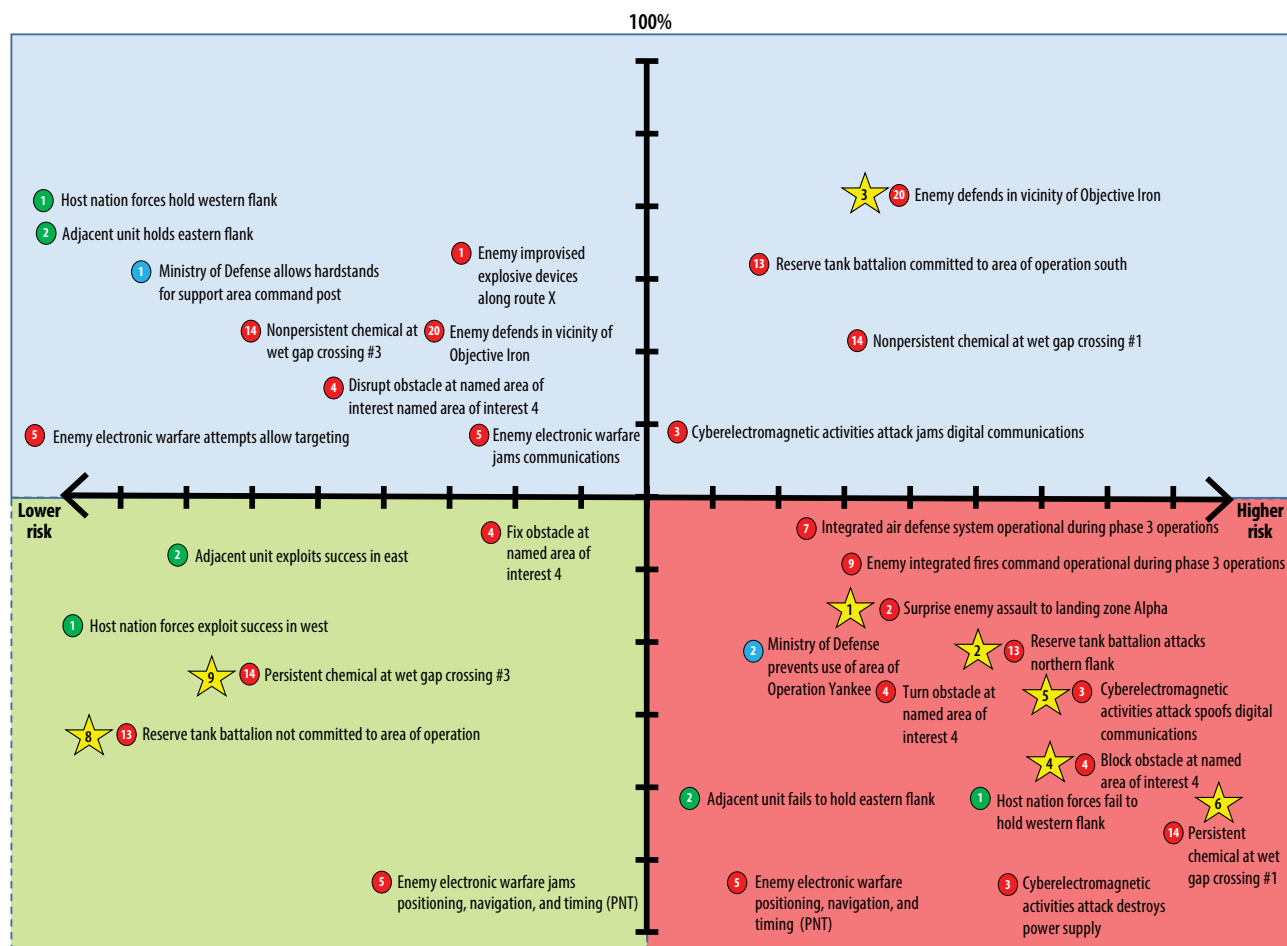 100%
1 Host nation forces hold western flank
2 Adjacent unit holds eastern flank
1 Ministry of Defense allows hardstands
for support area command post
1 Enemy improvised
explosive devices
along route X
14 Nonpersistent chemical at
wet gap crossing #3
20 Enemy defends in vicinity of
Objective Iron
4 Disrupt obstacle at named area of
interest named area of interest 4
5 Enemy electronic warfare attempts allow targeting
5 Enemy electronic warfare
jams communications
3 20 Enemy defends in vicinity of Objective Iron
13 Reserve tank battalion committed to area of operation south
14 Nonpersistent chemical at wet gap crossing #1
3 Cyberelectromagnetic activities attack jams digital communications
Lower
risk
Higher
risk
4 Fix obstacle at
named area of
interest 4
2 Adjacent unit exploits success in east
1 Host nation forces exploit success in west
9 14 Persistent chemical at wet gap crossing #3
8 13 Reserve tank battalion not committed to area of operation
5 Enemy electronic warfare jams
positioning, navigation, and timing (PNT)
7 Integrated air defense system operational during phase 3 operations
9 Enemy integrated fires command operational during phase 3 operations
1 2 Surprise enemy assault to landing zone Alpha
2 Ministry of Defense
prevents use of area of
Operation Yankee
2 13 Reserve tank battalion attacks
northern flank
4 Turn obstacle at
named area of
interest 4
5 3 Cyberelectromagnetic
activities attack spoofs digital
communications
4 4 Block obstacle at named
area of interest 4
2 Adjacent unit fails to hold eastern flank
1 Host nation forces fail to
hold western flank
6
14 Persistent
chemical at wet
gap crossing #1
5 Enemy electronic warfare
positioning, navigation, and
timing (PNT)
3 Cyberelectromagnetic
activities attack destroys
power supply